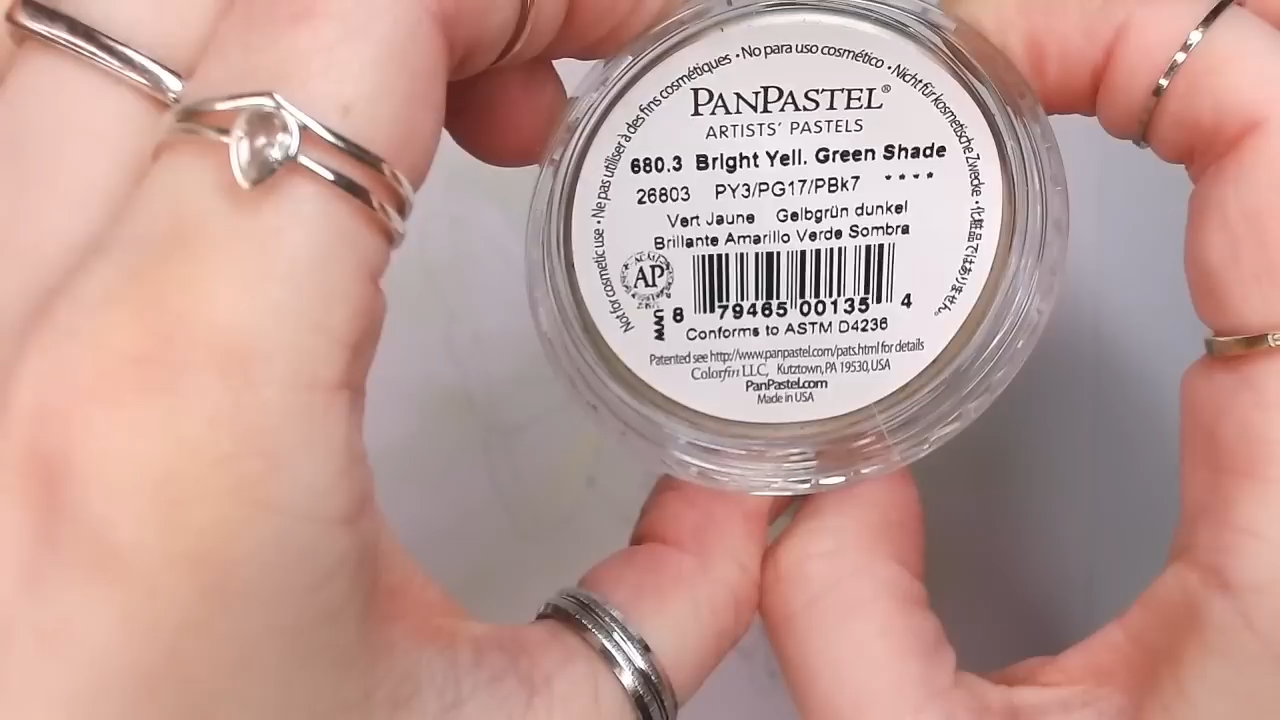 Not for cosmetic use • Ne pas utiliser à des fins cosmétiques • No para uso cosmético • Nicht für kosmetische Zwecke • 化粧品ではありません。
PANPASTEL®
ARTISTS' PASTELS
680.3 Bright Yell. Green Shade
26803 PY3/PG17/PBk7 ****
Vert Jaune Gelbgrün dunkel
Brillante Amarillo Verde Sombra
AP
8 79465 00135 4
Conforms to ASTM D4236
Patented see http://www.panpastel.com/pats.html for details
Colorfin LLC, Kutztown, PA 19530, USA
PanPastel.com
Made in USA